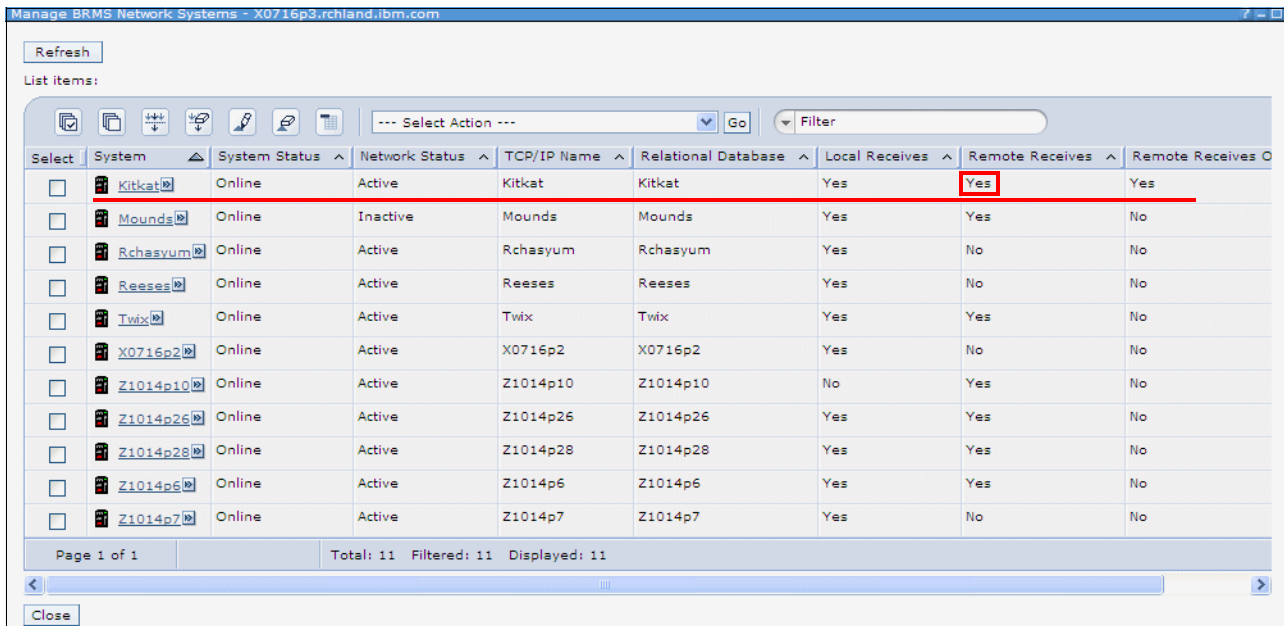 Manage BRMS Network Systems - X0716p3.rchland.ibm.com
Refresh
List items:
--- Select Action --- Go Filter
Select System System Status Network Status TCP/IP Name Relational Database Local Receives Remote Receives Remote Receives O
Kitkat Online Active Kitkat Kitkat Yes Yes Yes
Mounds Online Inactive Mounds Mounds Yes Yes No
Rchasyum Online Active Rchasyum Rchasyum Yes No No
Reeses Online Active Reeses Reeses Yes No No
Twix Online Active Twix Twix Yes Yes No
X0716p2 Online Active X0716p2 X0716p2 Yes No No
Z1014p10 Online Active Z1014p10 Z1014p10 No Yes No
Z1014p26 Online Active Z1014p26 Z1014p26 Yes Yes No
Z1014p28 Online Active Z1014p28 Z1014p28 Yes Yes No
Z1014p6 Online Active Z1014p6 Z1014p6 Yes Yes No
Z1014p7 Online Active Z1014p7 Z1014p7 Yes No No
Page 1 of 1 Total: 11 Filtered: 11 Displayed: 11
Close